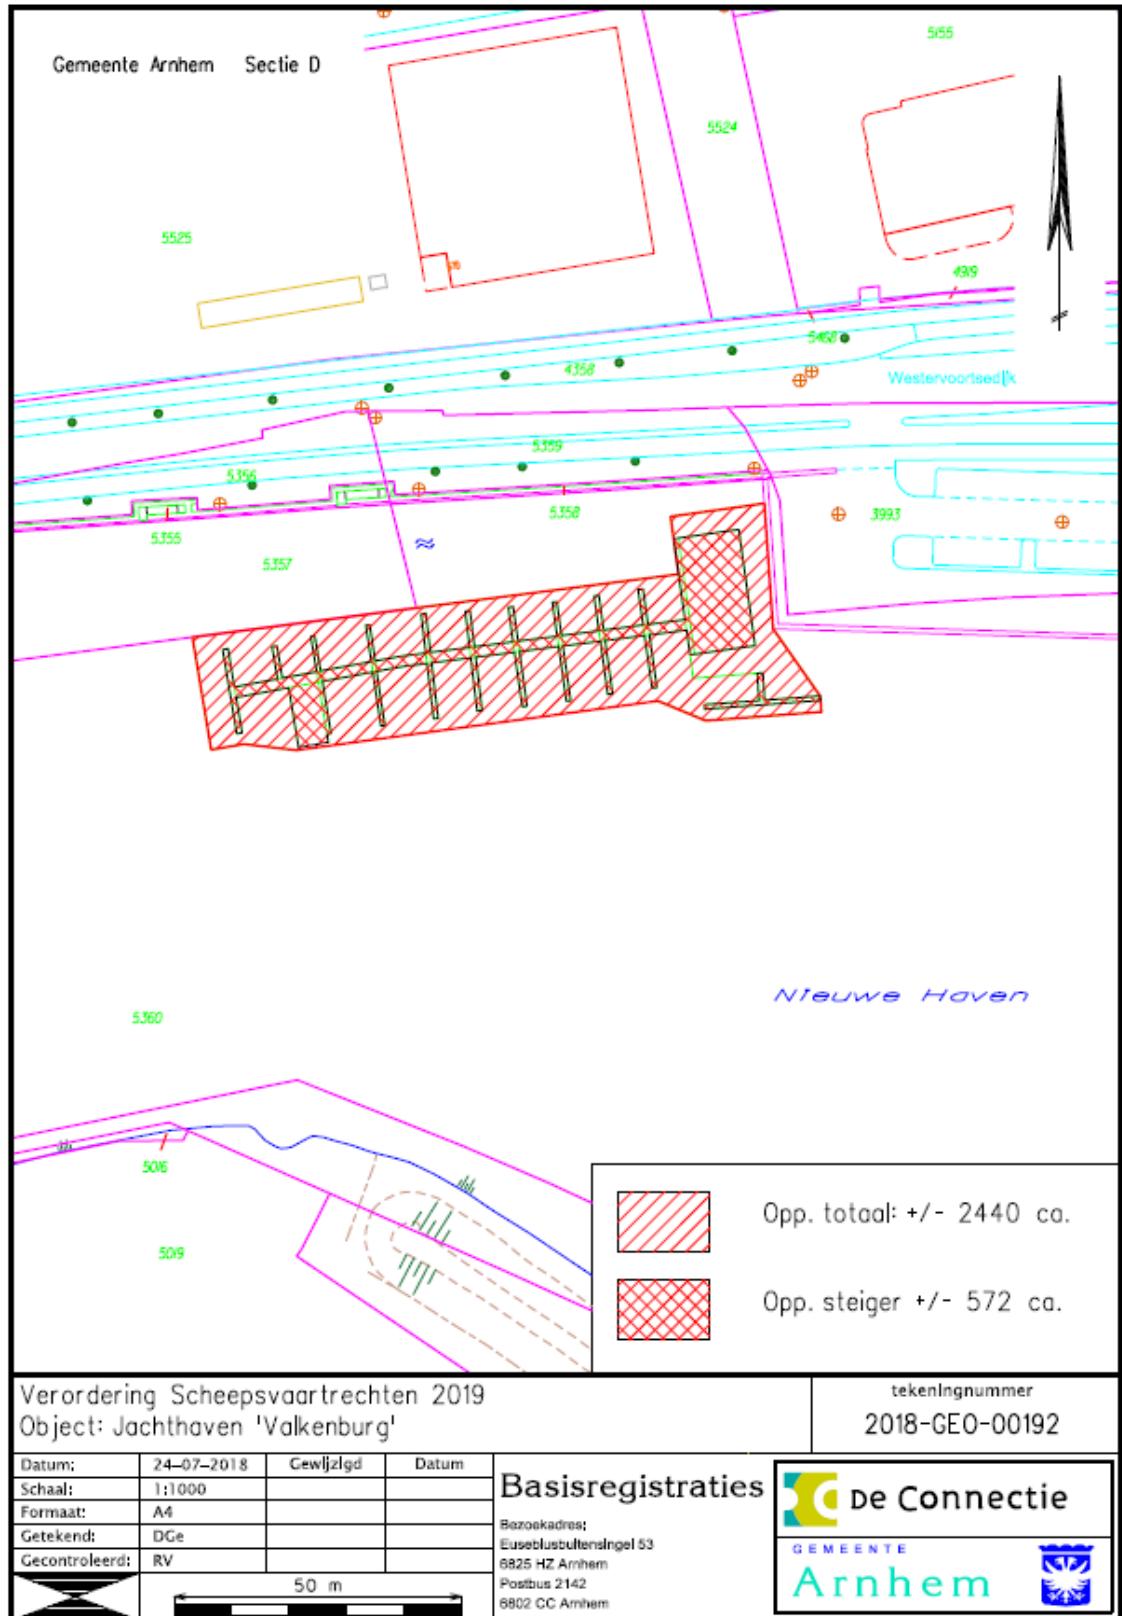 Gemeente Arnhem Sectie D
5155
5524
5525
4919
5468
4358
Westervoortsedijk
5359
5356
5358
3993
5355
5357
Nieuwe Haven
5360
5016
5019
Opp. totaal: +/- 2440 ca.
Opp. steiger +/- 572 ca.
Verordering Scheepsvaartrechten 2019
Object: Jachthaven 'Valkenburg'
tekeningnummer
2018-GEO-00192
Datum: 24-07-2018 Gewijzigd Datum
Schaal: 1:1000
Formaat: A4
Getekend: DGe
Gecontroleerd: RV
50 m
Basisregistraties
Bezoekadres:
Eusebiusbuitensingel 53
6825 HZ Arnhem
Postbus 2142
6802 CC Arnhem
De Connectie
GEMEENTE
Arnhem